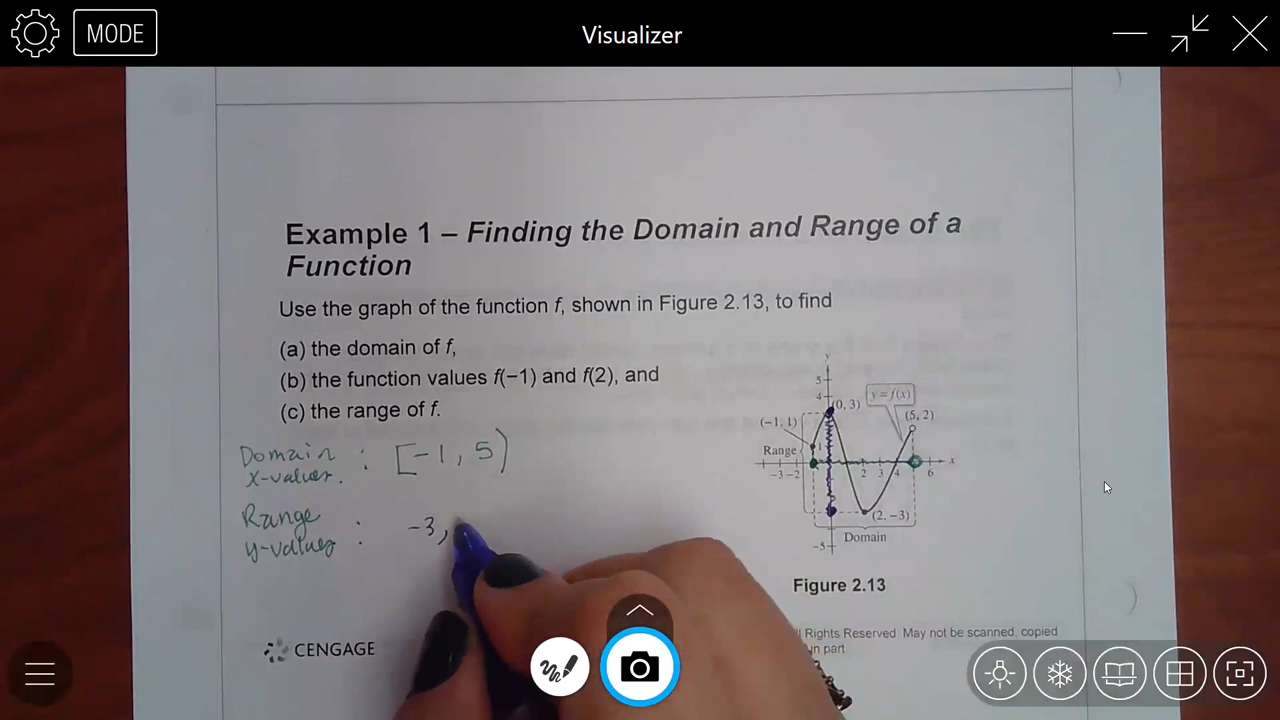 MODE
Visualizer
Example 1 – Finding the Domain and Range of a
Function
Use the graph of the function f, shown in Figure 2.13, to find
(a) the domain of f,
(b) the function values f(−1) and f(2), and
(c) the range of f.
Domain
x-values : [-1, 5)
Range
y-values : -3,
y
5
4
(0, 3)
y = f(x)
(5, 2)
(−1, 1)
Range
−3 −2
2 3 4 6
x
(2, −3)
−5
Domain
Figure 2.13
CENGAGE
l Rights Reserved. May not be scanned, copied
in part.